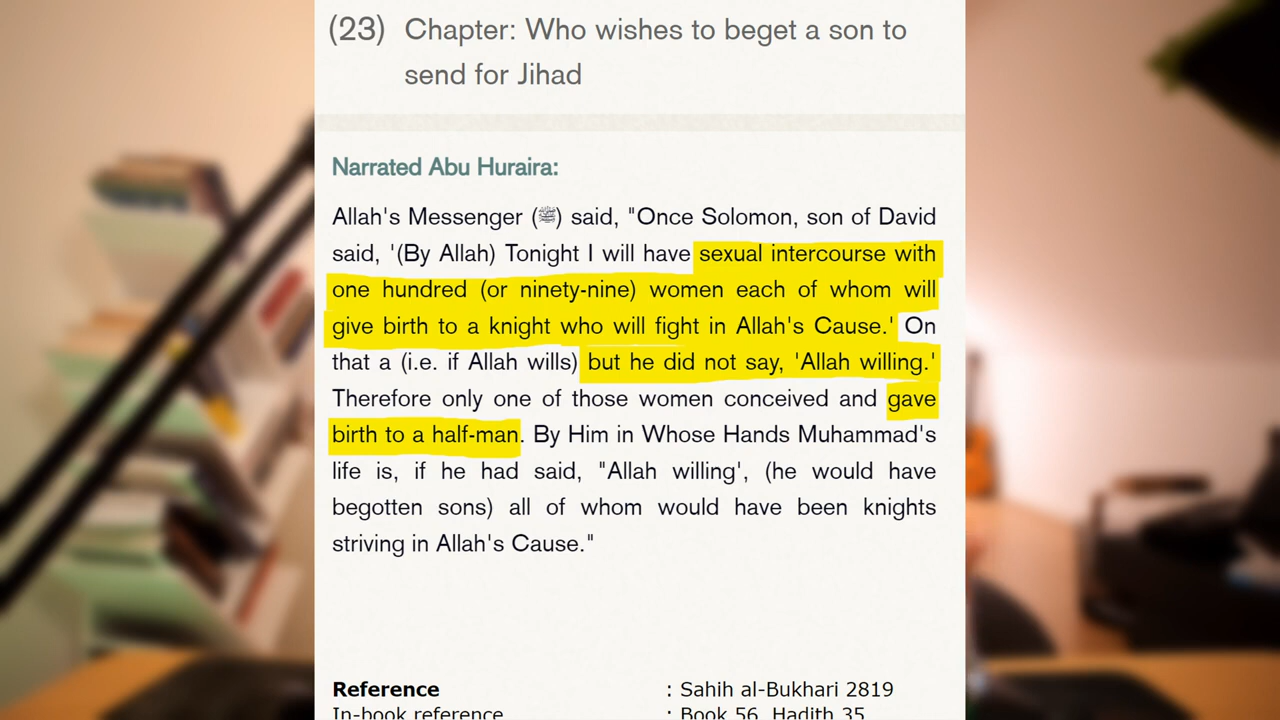 (23) Chapter: Who wishes to beget a son to
send for Jihad
Narrated Abu Huraira:
Allah's Messenger (ﷺ) said, "Once Solomon, son of David
said, '(By Allah) Tonight I will have sexual intercourse with
one hundred (or ninety-nine) women each of whom will
give birth to a knight who will fight in Allah's Cause.' On
that a (i.e. if Allah wills) but he did not say, 'Allah willing.'
Therefore only one of those women conceived and gave
birth to a half-man. By Him in Whose Hands Muhammad's
life is, if he had said, "Allah willing', (he would have
begotten sons) all of whom would have been knights
striving in Allah's Cause."
Reference : Sahih al-Bukhari 2819
In-book reference : Book 56, Hadith 35